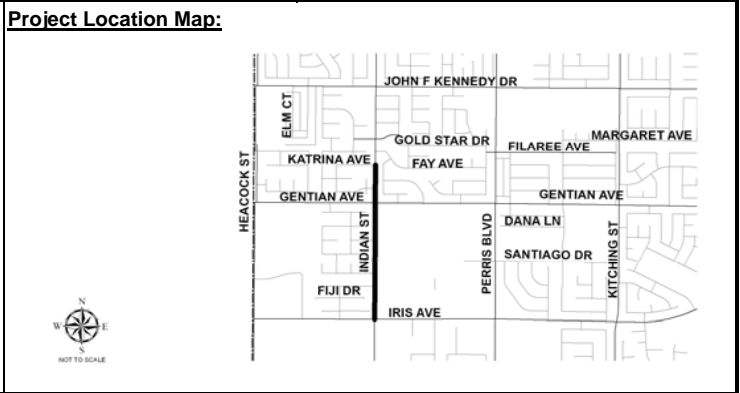 Project Location Map:
JOHN F KENNEDY DR
ELM CT
GOLD STAR DR
MARGARET AVE
FILAREE AVE
KATRINA AVE
FAY AVE
HEACOCK ST
GENTIAN AVE
GENTIAN AVE
INDIAN ST
PERRIS BLVD
DANA LN
KITCHING ST
SANTIAGO DR
FIJI DR
IRIS AVE
N
W
E
S
NOT TO SCALE